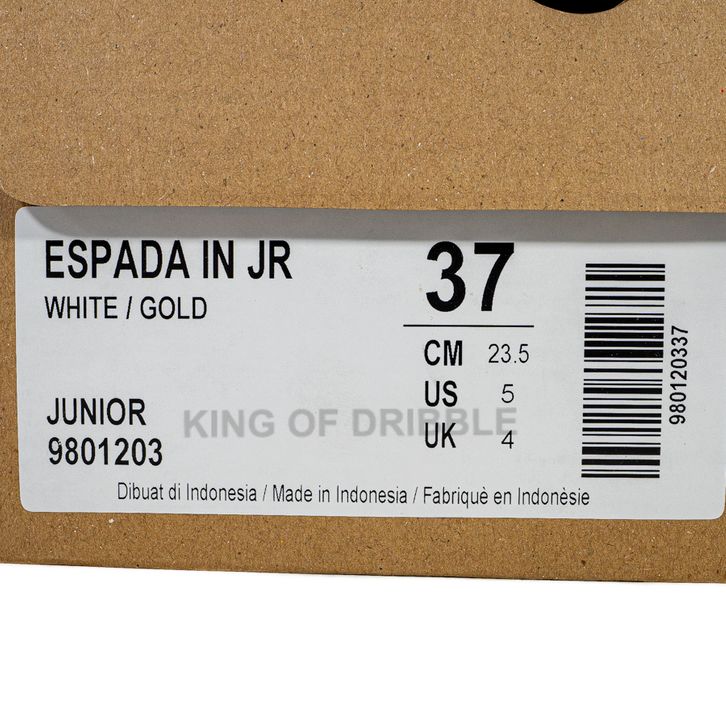 ESPADA IN JR
WHITE / GOLD
37
CM 23.5
US 5
UK 4
JUNIOR
9801203
KING OF DRIBBLE
Dibuat di Indonesia / Made in Indonesia / Fabriquè en Indonèsie
980120337